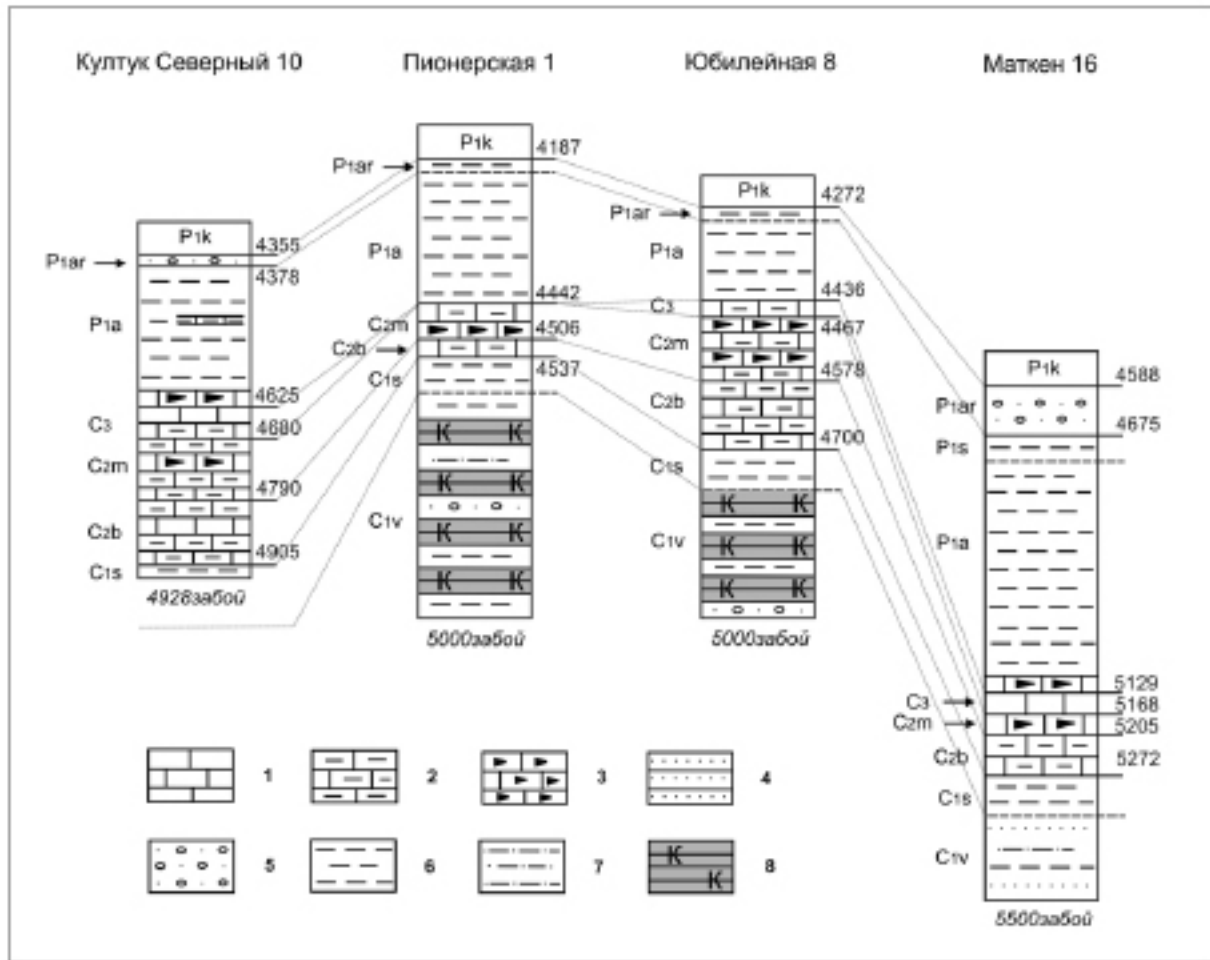 Култук Северный 10
Пионерская 1
Юбилейная 8
Маткен 16
P1k
4355
P1ar
4378
P1a
4625
C3
4680
C2m
4790
C2b
4905
C1s
4928забой
P1k
4187
P1ar
P1a
4442
C2m
4506
C2b
4537
C1s
C1v
5000забой
P1k
4272
P1ar
P1a
4436
C3
4467
C2m
4578
C2b
4700
C1s
C1v
5000забой
P1k
4588
P1ar
4675
P1s
P1a
5129
C3
5168
C2m
5205
C2b
5272
C1s
C1v
5500забой
К К
К К
К К
К К
К К
К К
К К
1
2
3
4
5
6
7
К
К
8